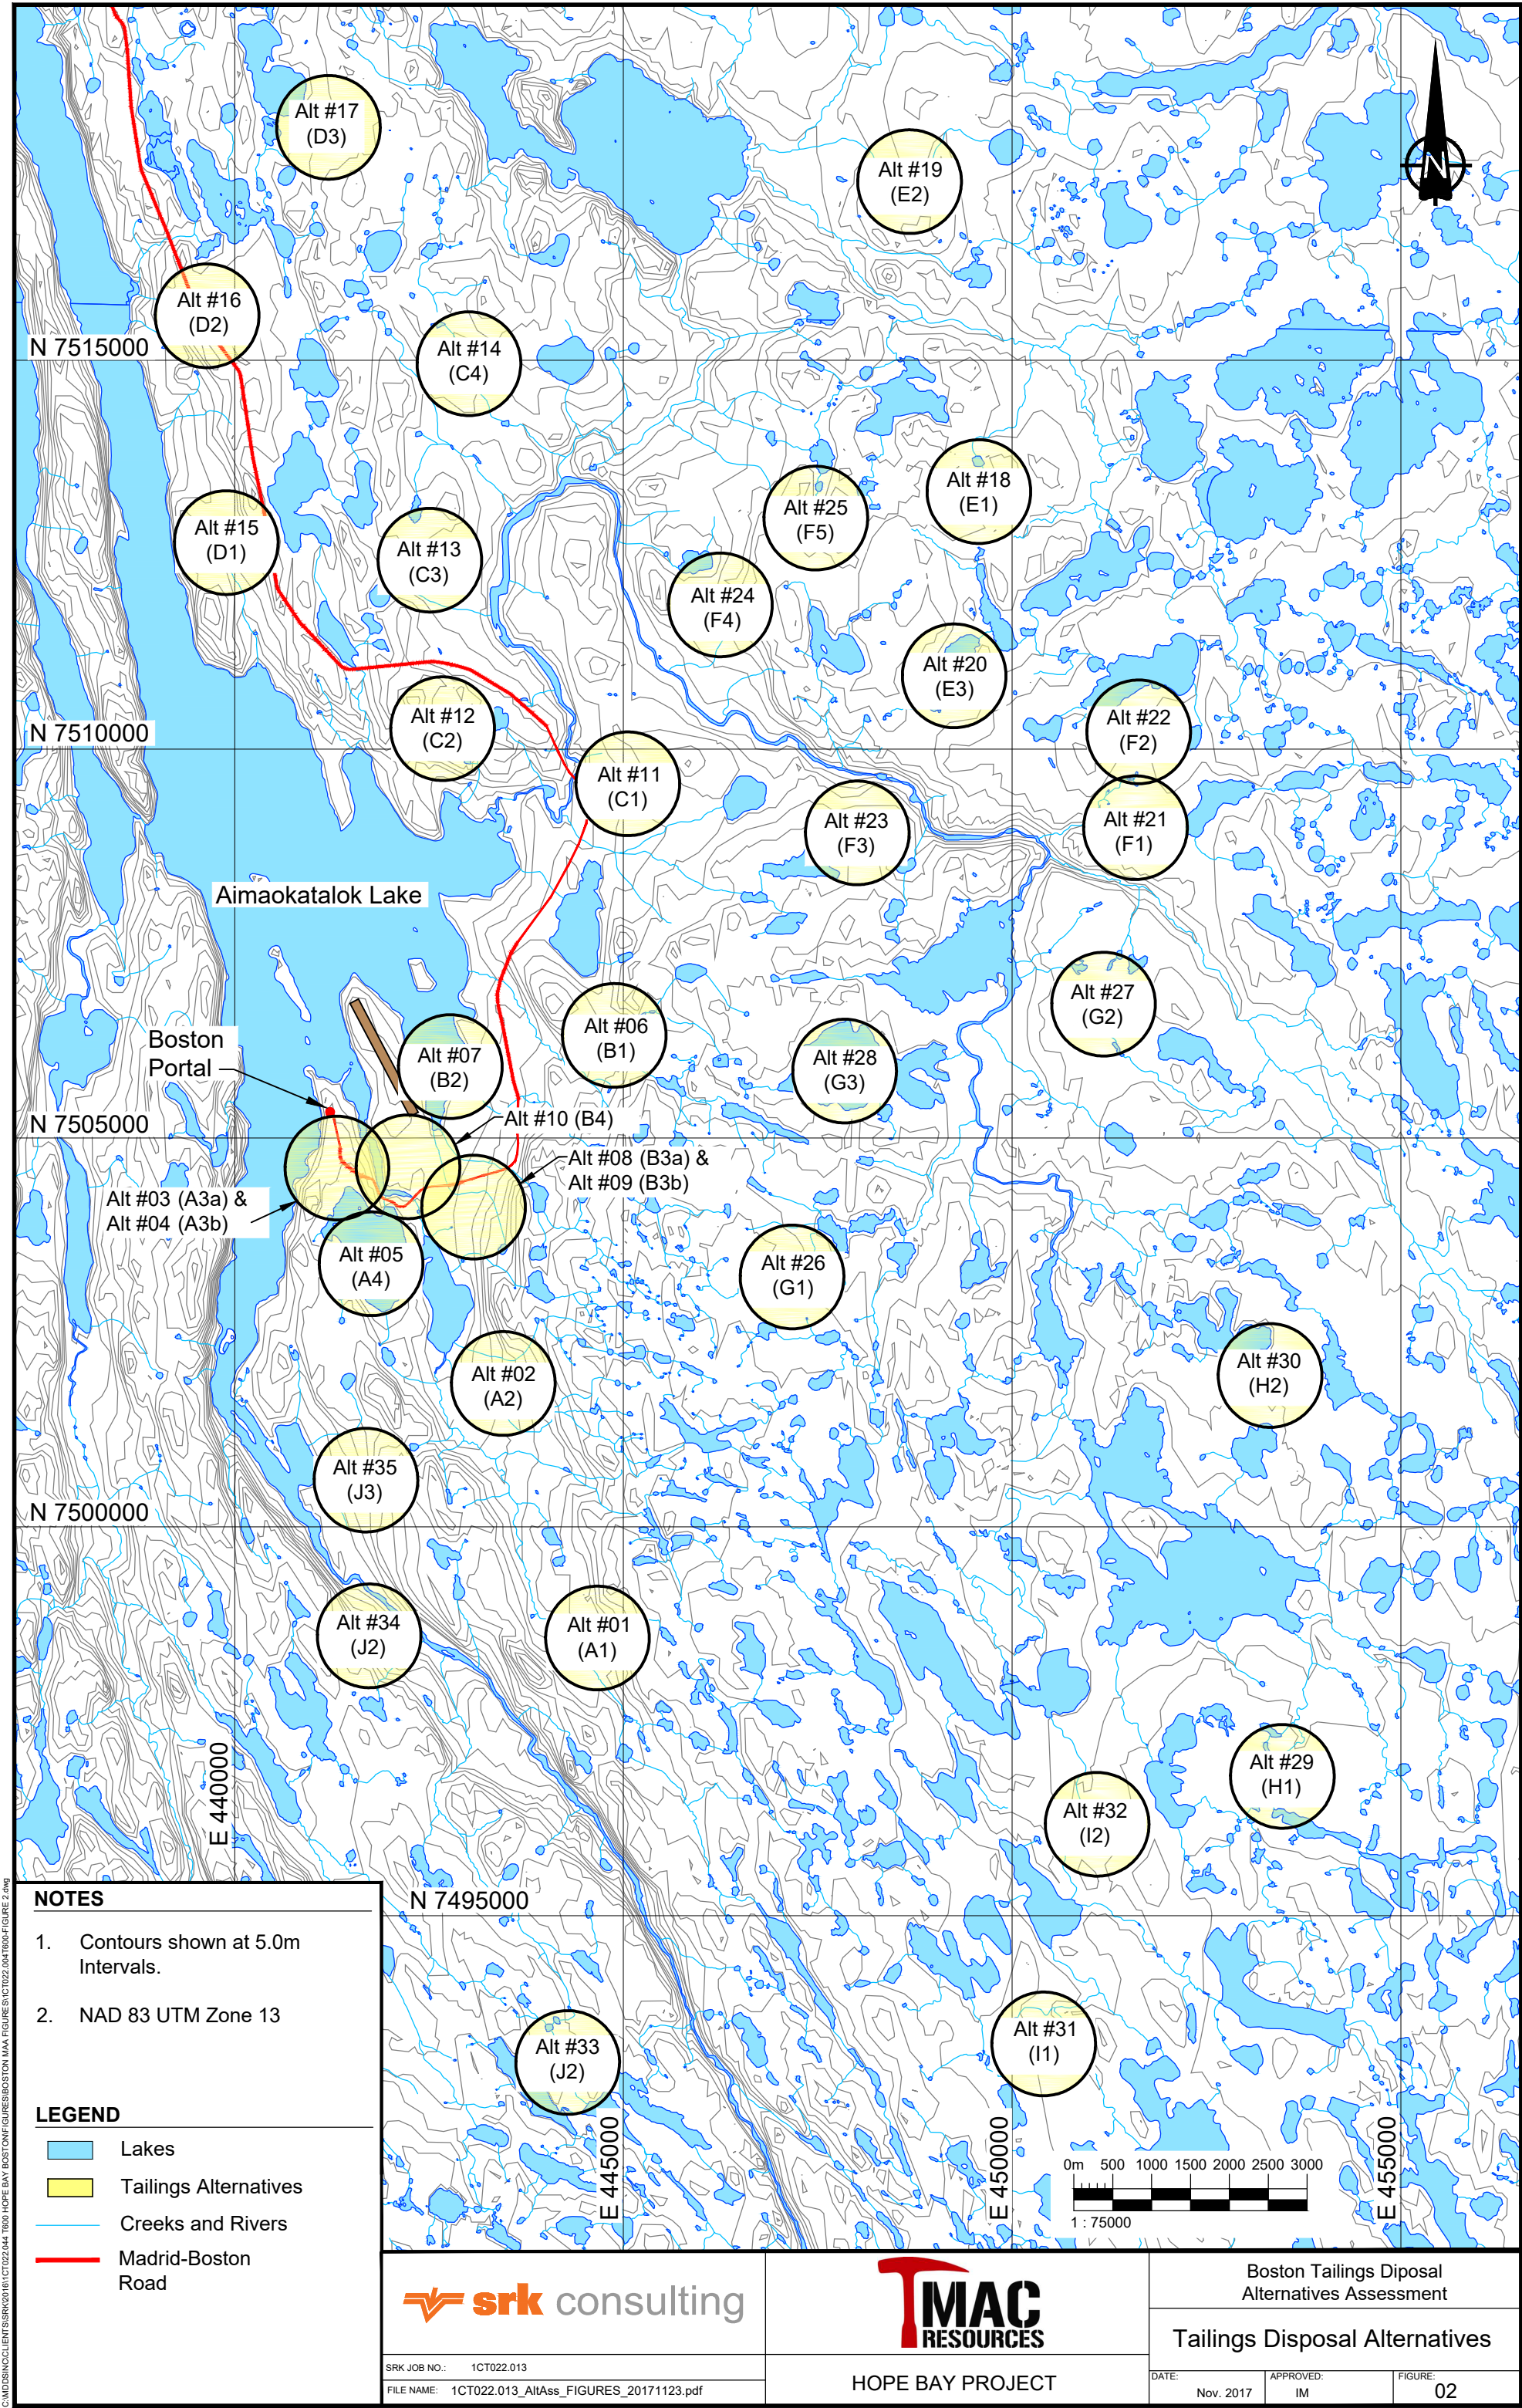 Alt #17
(D3)
Alt #19
(E2)
N
Alt #16
(D2)
N 7515000
Alt #14
(C4)
Alt #18
(E1)
Alt #25
(F5)
Alt #15
(D1)
Alt #13
(C3)
Alt #24
(F4)
Alt #20
(E3)
Alt #12
(C2)
N 7510000
Alt #22
(F2)
Alt #11
(C1)
Alt #23
(F3)
Alt #21
(F1)
Aimaokatalok Lake
Alt #27
(G2)
Boston
Portal
Alt #06
(B1)
Alt #07
(B2)
Alt #28
(G3)
N 7505000
Alt #10 (B4)
Alt #08 (B3a) &
Alt #09 (B3b)
Alt #03 (A3a) &
Alt #04 (A3b)
Alt #05
(A4)
Alt #26
(G1)
Alt #02
(A2)
Alt #30
(H2)
Alt #35
(J3)
N 7500000
Alt #34
(J2)
Alt #01
(A1)
E 440000
Alt #29
(H1)
Alt #32
(I2)
N 7495000
Alt #33
(J2)
Alt #31
(I1)
E 445000
E 450000
E 455000
0m 500 1000 1500 2000 2500 3000
1 : 75000
NOTES
1. Contours shown at 5.0m
Intervals.
2. NAD 83 UTM Zone 13
LEGEND
Lakes
Tailings Alternatives
Creeks and Rivers
Madrid-Boston
Road
srk consulting
SRK JOB NO.: 1CT022.013
FILE NAME: 1CT022.013_AltAss_FIGURES_20171123.pdf
TMAC
RESOURCES
HOPE BAY PROJECT
Boston Tailings Diposal
Alternatives Assessment
Tailings Disposal Alternatives
DATE: Nov. 2017
APPROVED: IM
FIGURE: 02